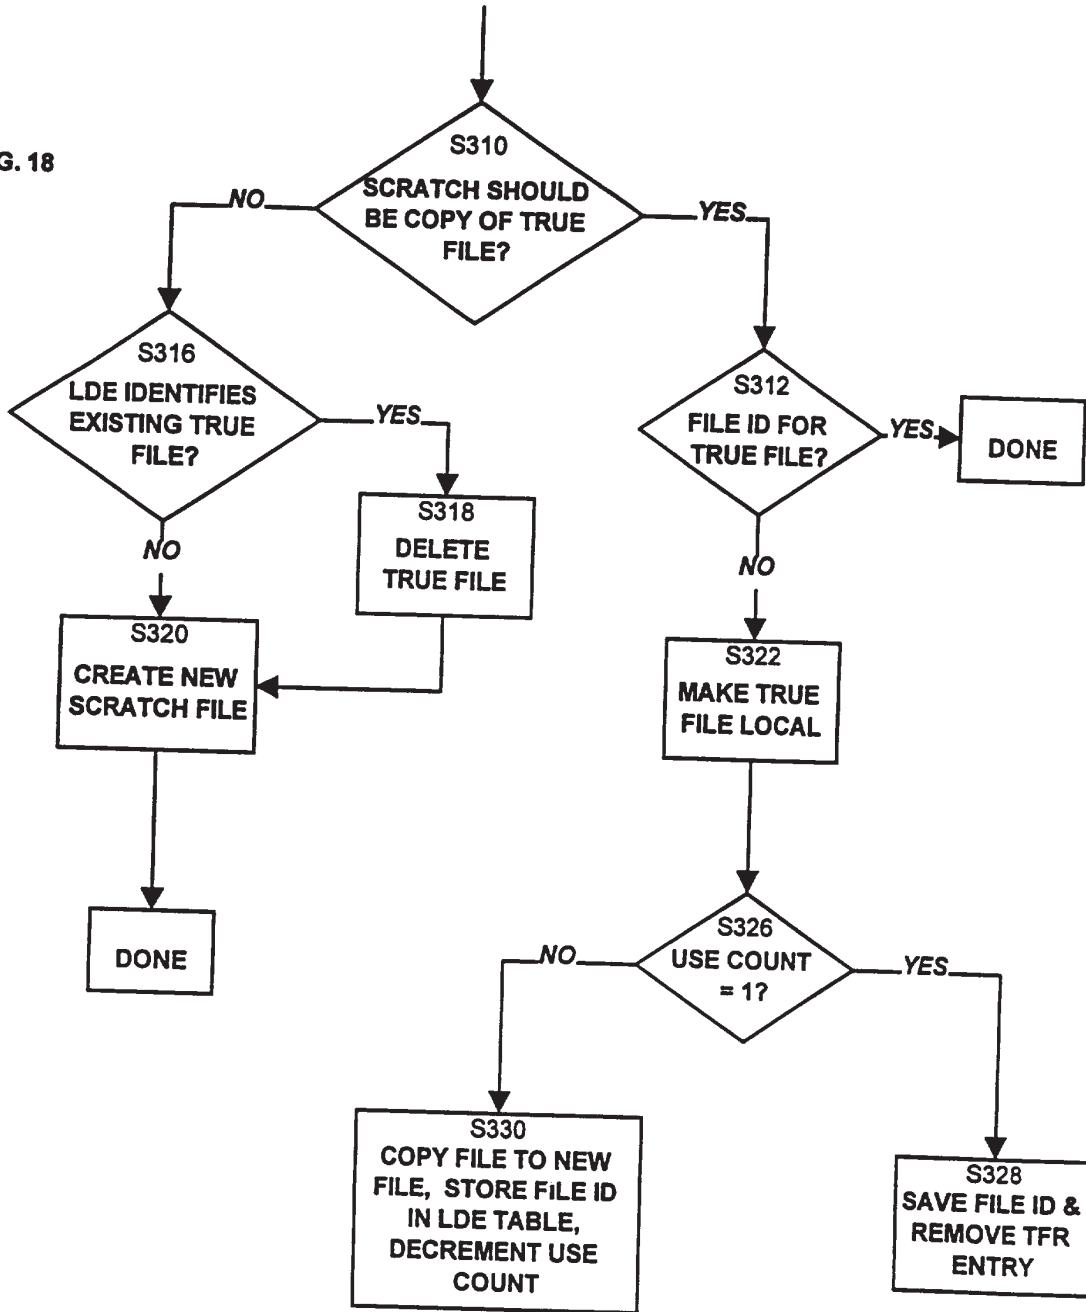 G. 18
S310
SCRATCH SHOULD
BE COPY OF TRUE
FILE?
NO
YES
S316
LDE IDENTIFIES
EXISTING TRUE
FILE?
YES
NO
S312
FILE ID FOR
TRUE FILE?
YES
DONE
NO
S318
DELETE
TRUE FILE
S320
CREATE NEW
SCRATCH FILE
S322
MAKE TRUE
FILE LOCAL
DONE
S326
USE COUNT
= 1?
NO
YES
S330
COPY FILE TO NEW
FILE, STORE FILE ID
IN LDE TABLE,
DECREMENT USE
COUNT
S328
SAVE FILE ID &
REMOVE TFR
ENTRY